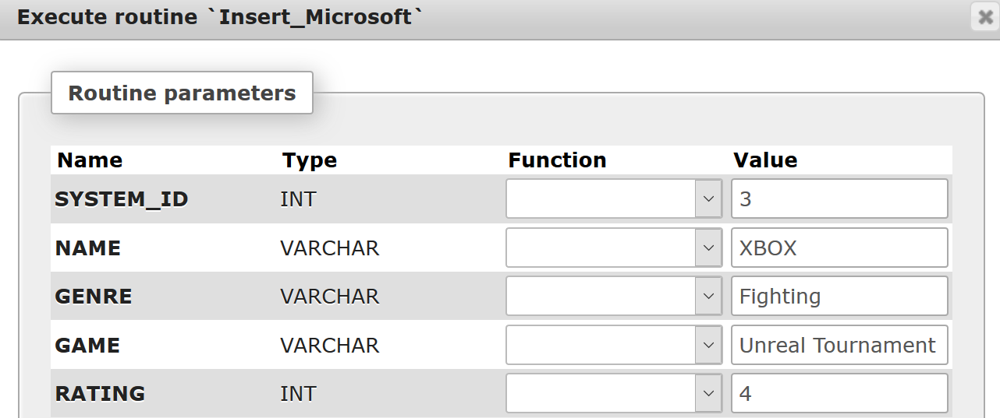 Execute routine `Insert_Microsoft`
Routine parameters
Name Type Function Value
SYSTEM_ID INT 3
NAME VARCHAR XBOX
GENRE VARCHAR Fighting
GAME VARCHAR Unreal Tournament
RATING INT 4